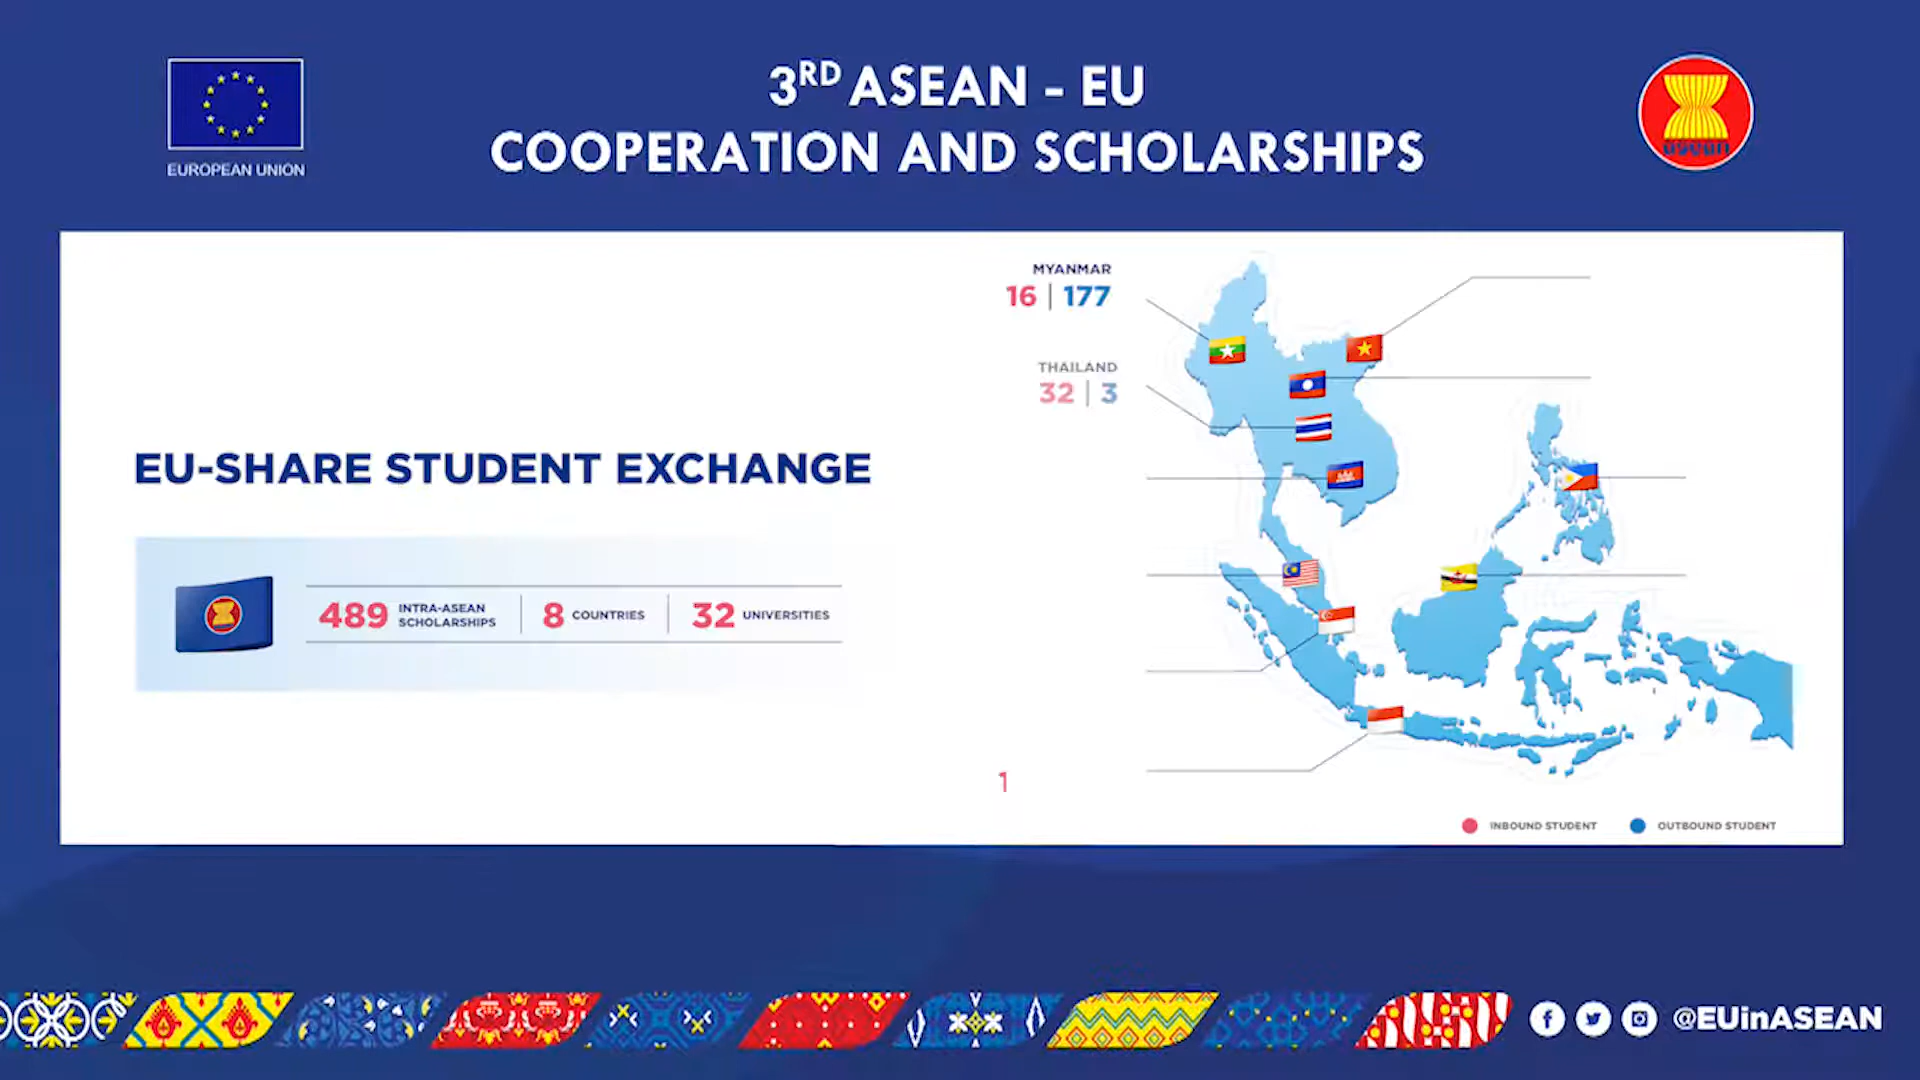 3RD ASEAN - EU
COOPERATION AND SCHOLARSHIPS
EUROPEAN UNION
asean
MYANMAR
16 | 177
THAILAND
32 | 3
EU-SHARE STUDENT EXCHANGE
489 INTRA-ASEAN SCHOLARSHIPS
8 COUNTRIES
32 UNIVERSITIES
1
INBOUND STUDENT
OUTBOUND STUDENT
@EUinASEAN